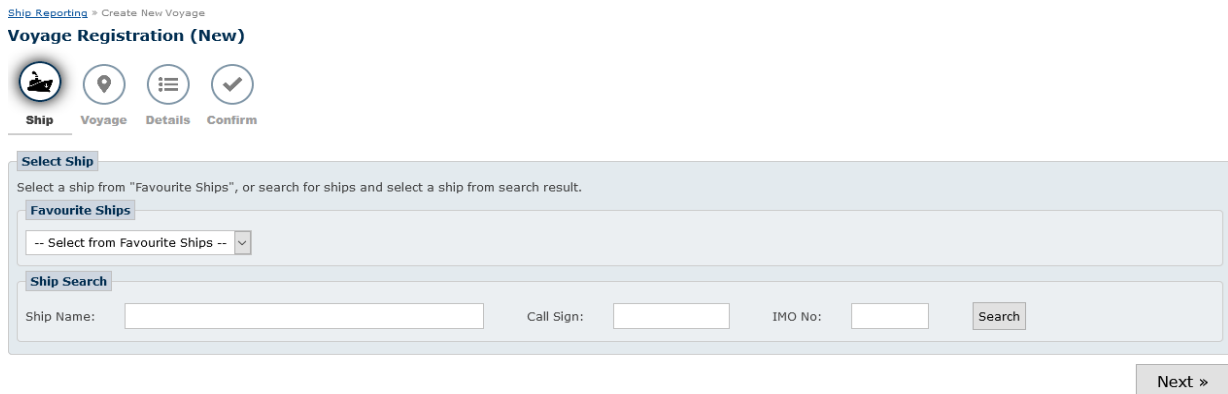 Ship Reporting » Create New Voyage
Voyage Registration (New)
Ship Voyage Details Confirm
Select Ship
Select a ship from "Favourite Ships", or search for ships and select a ship from search result.
Favourite Ships
-- Select from Favourite Ships --
Ship Search
Ship Name: Call Sign: IMO No: Search
Next »